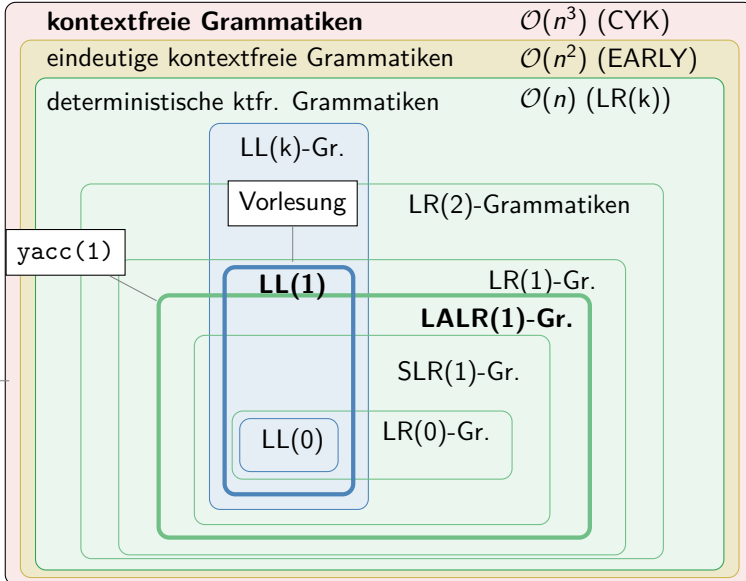 kontextfreie Grammatiken 𝒪(n³) (CYK)
eindeutige kontextfreie Grammatiken 𝒪(n²) (EARLY)
deterministische ktfr. Grammatiken 𝒪(n) (LR(k))
LL(k)-Gr.
Vorlesung
LR(2)-Grammatiken
yacc(1)
LL(1)
LR(1)-Gr.
LALR(1)-Gr.
SLR(1)-Gr.
LL(0)
LR(0)-Gr.